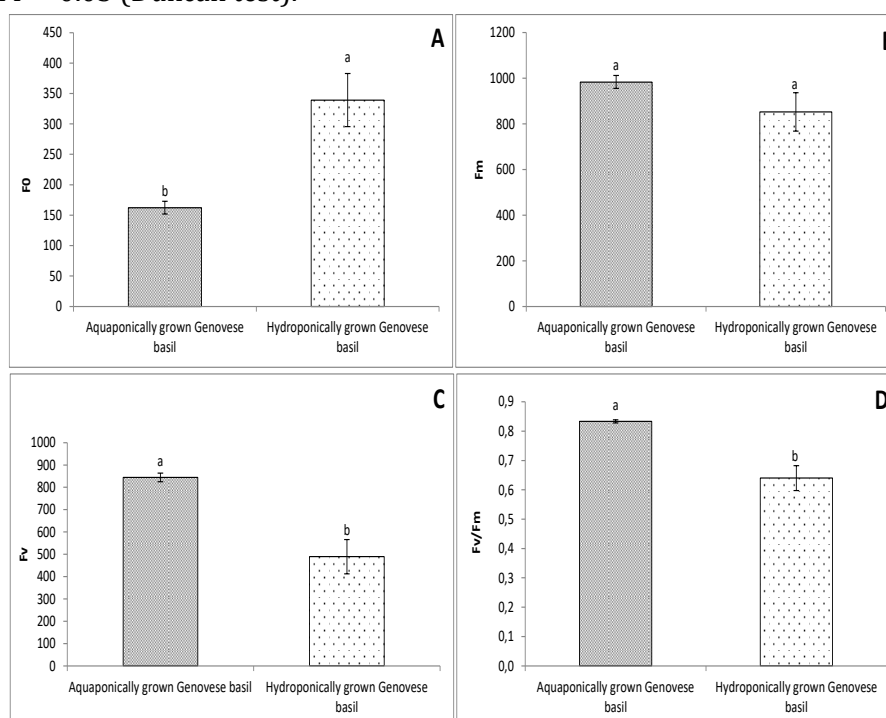 0.05 (Duncan test).
A
400
350
300
250
200
150
100
50
0
F0
b
a
Aquaponically grown Genovese
basil
Hydroponically grown Genovese
basil
1200
1000
800
600
400
200
0
Fm
a
a
Aquaponically grown Genovese
basil
Hydroponically grown Genovese
basil
C
1000
900
800
700
600
500
400
300
200
100
0
Fv
a
b
Aquaponically grown Genovese basil
Hydroponically grown Genovese
basil
D
0,9
0,8
0,7
0,6
0,5
0,4
0,3
0,2
0,1
0,0
Fv/Fm
a
b
Aquaponically grown Genovese
basil
Hydroponically grown Genovese
basil